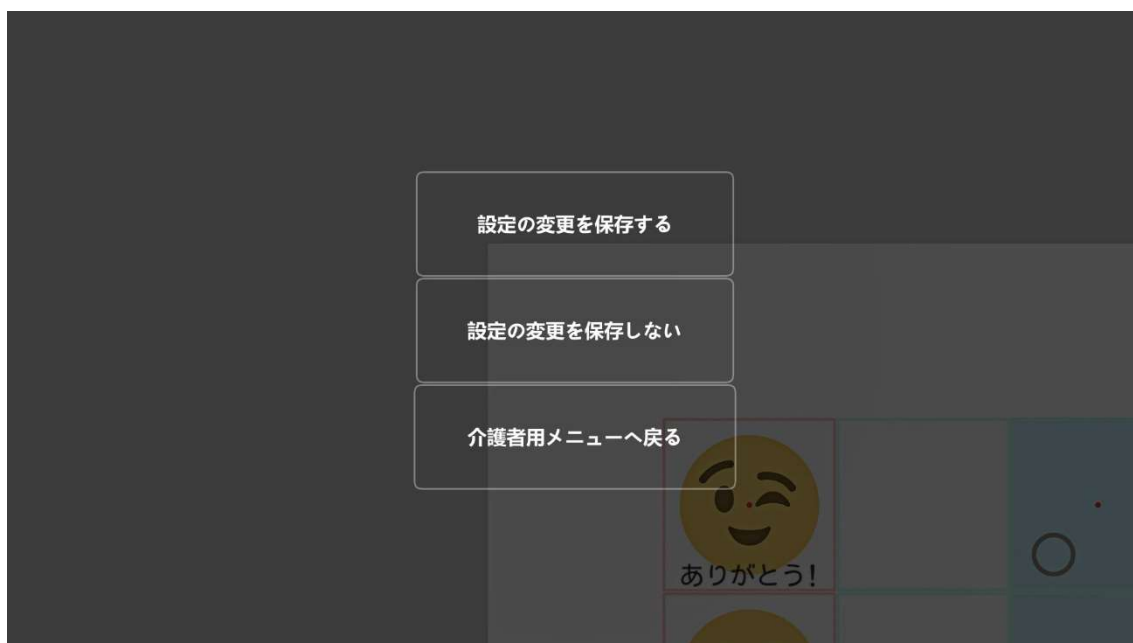 設定の変更を保存する
設定の変更を保存しない
介護者用メニューへ戻る
ありがとう!